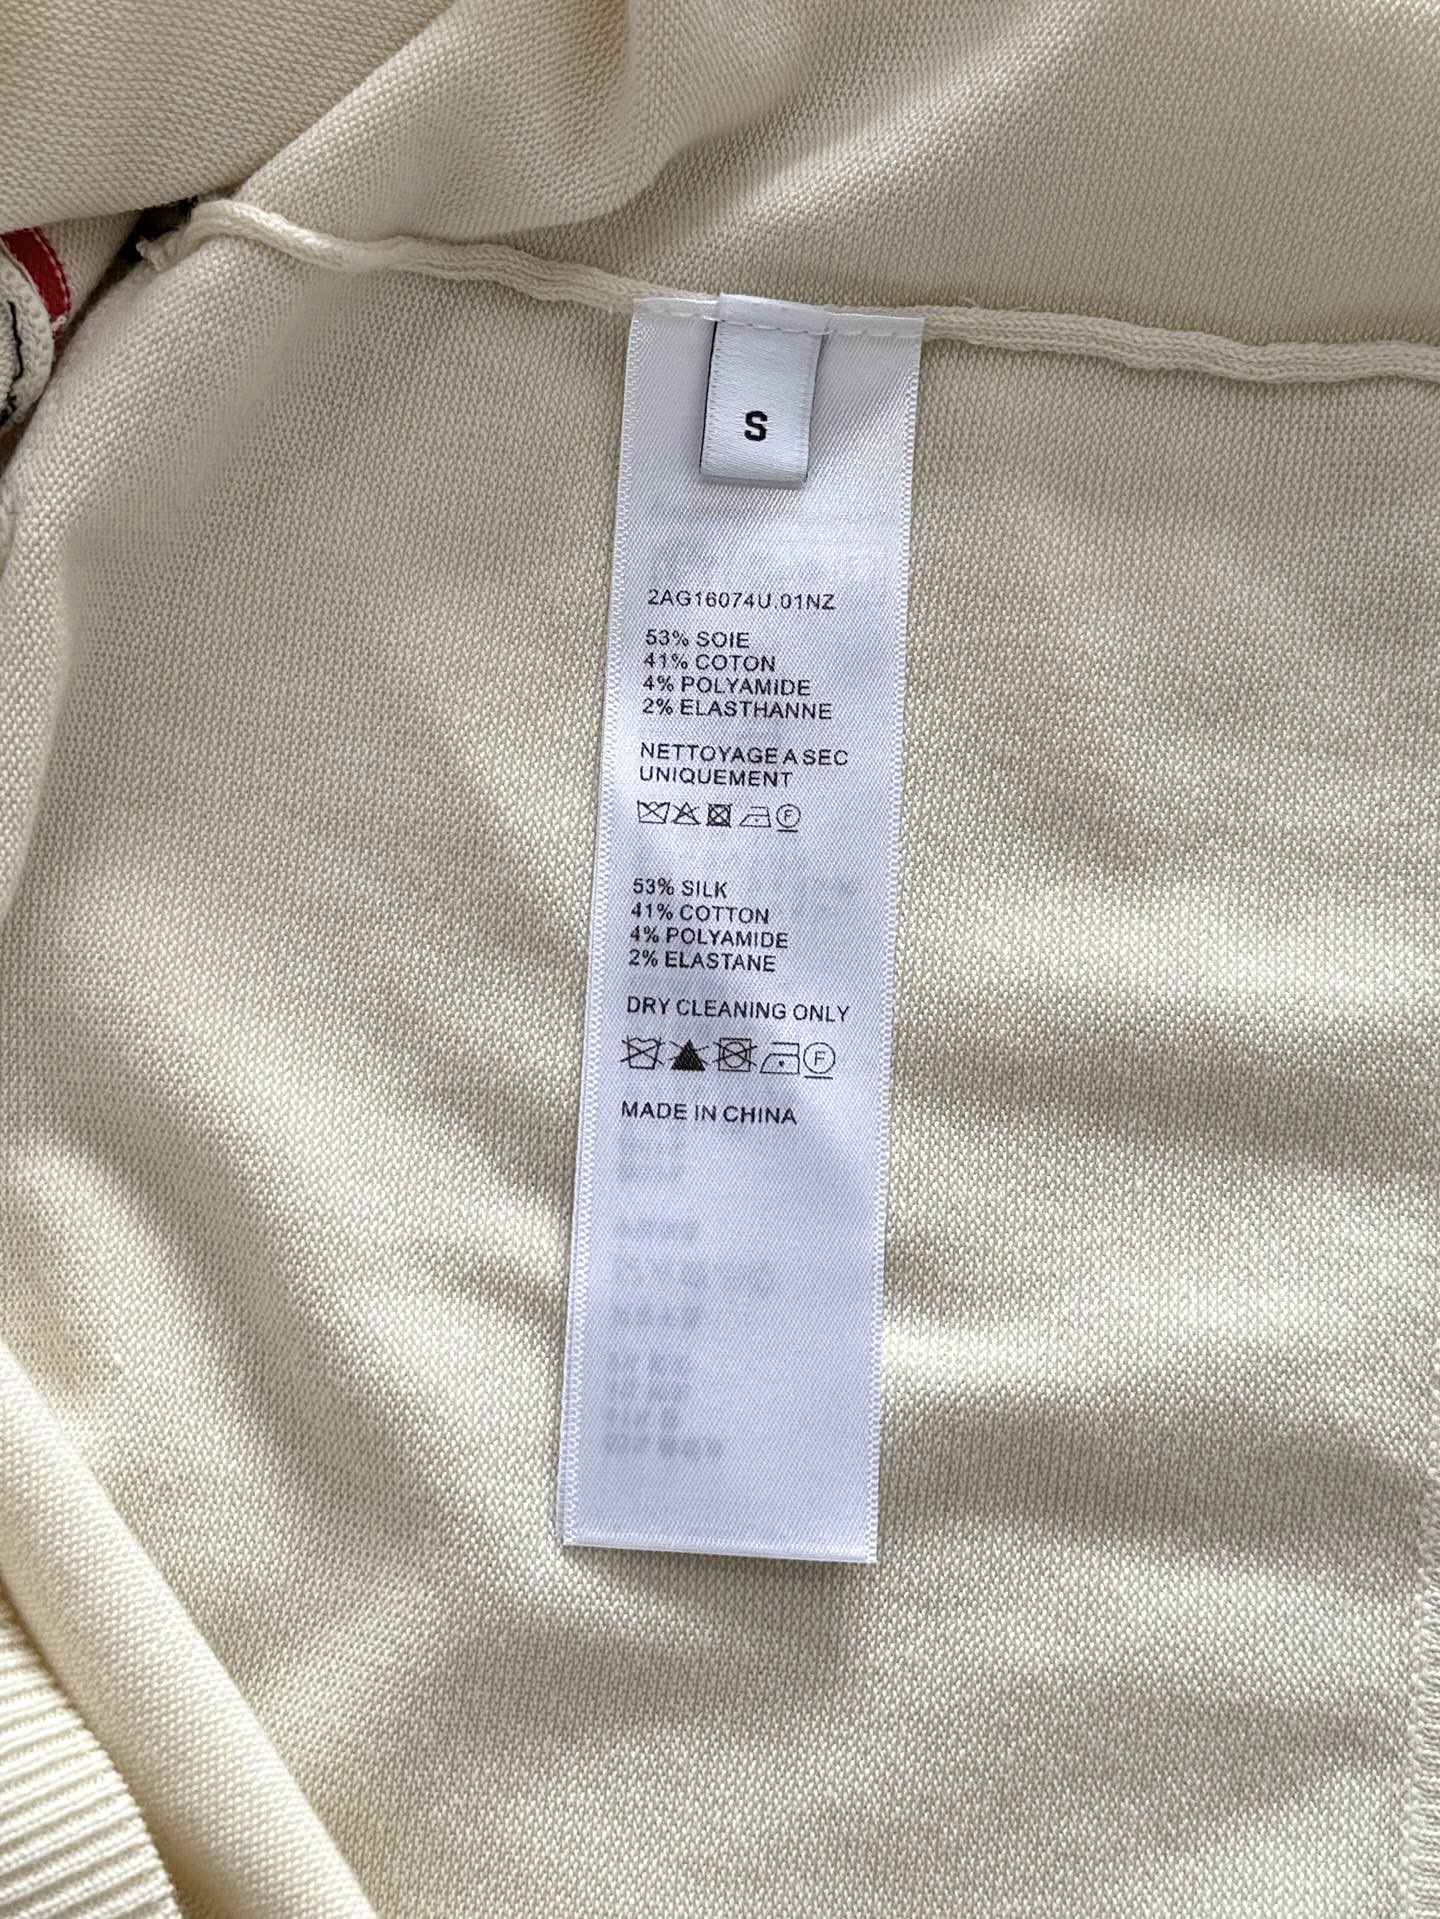 S
2AG16074U.01NZ
53% SOIE
41% COTON
4% POLYAMIDE
2% ELASTHANNE
NETTOYAGE A SEC
UNIQUEMENT
F
53% SILK
41% COTTON
4% POLYAMIDE
2% ELASTANE
DRY CLEANING ONLY
F
MADE IN CHINA